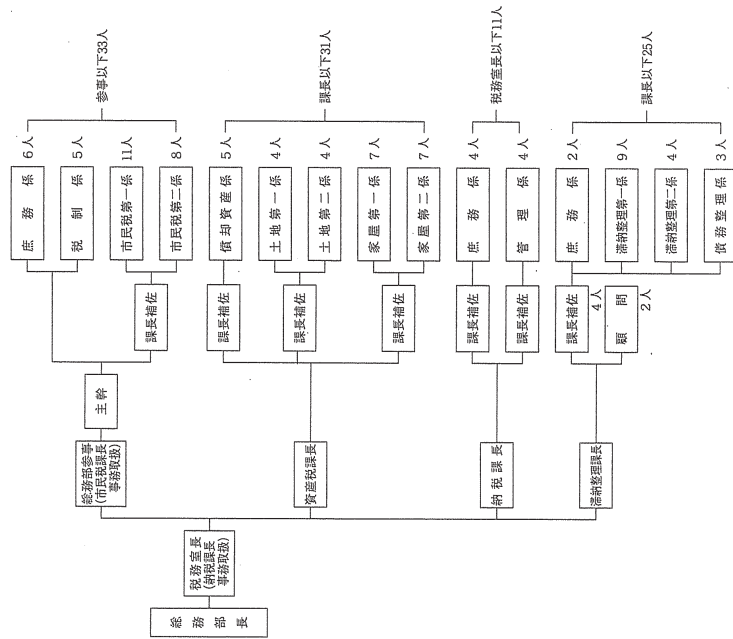 総務部長
税務室長
(納税課長
事務取扱)
総務部参事
(市民税課長
事務取扱)
主幹
課長補佐
庶務係
6人
税制係
5人
市民税第一係
11人
市民税第二係
8人
参事以下33人
資産税課長
課長補佐
課長補佐
課長補佐
償却資産係
5人
土地第一係
4人
土地第二係
4人
家屋第一係
7人
家屋第二係
7人
課長以下31人
納税課長
課長補佐
課長補佐
庶務係
4人
管理係
4人
税務室長以下11人
滞納整理課長
課長補佐
4人
顧問
2人
庶務係
2人
滞納整理第一係
9人
滞納整理第二係
4人
債務整理係
3人
課長以下25人